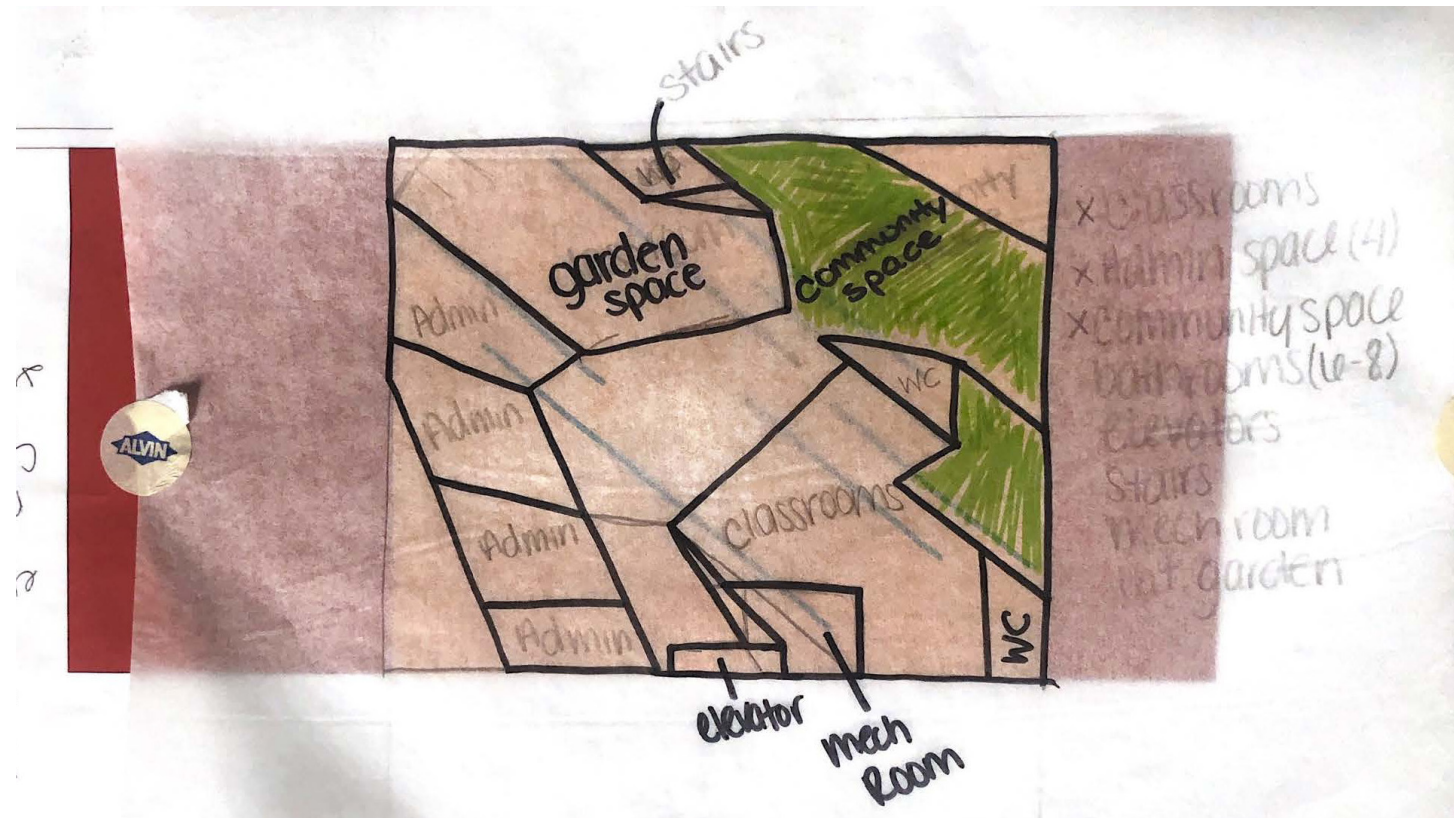 stairs
garden
space
community
space
Admin
Admin
Admin
Admin
WC
classrooms
WC
elevator
mech
Room
ALVIN
x classrooms
x Admin space (4)
x community space
bathrooms (6-8)
elevators
stairs
mech room
garden